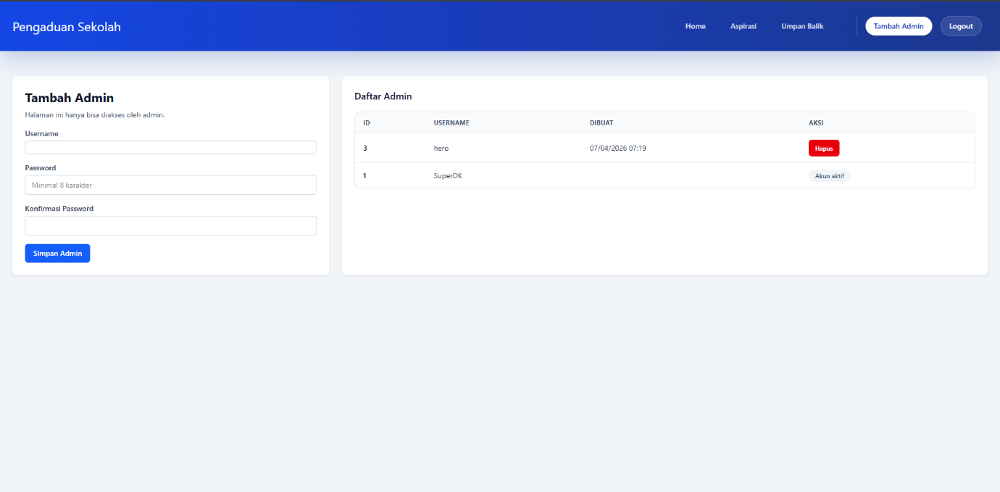 Pengaduan Sekolah
Home Aspirasi Umpan Balik Tambah Admin Logout
Tambah Admin
Halaman ini hanya bisa diakses oleh admin.
Username
Password
Minimal 8 karakter
Konfirmasi Password
Simpan Admin
Daftar Admin
ID USERNAME DIBUAT AKSI
3 hero 07/04/2026 07:19 Hapus
1 SuperDK Akun aktif